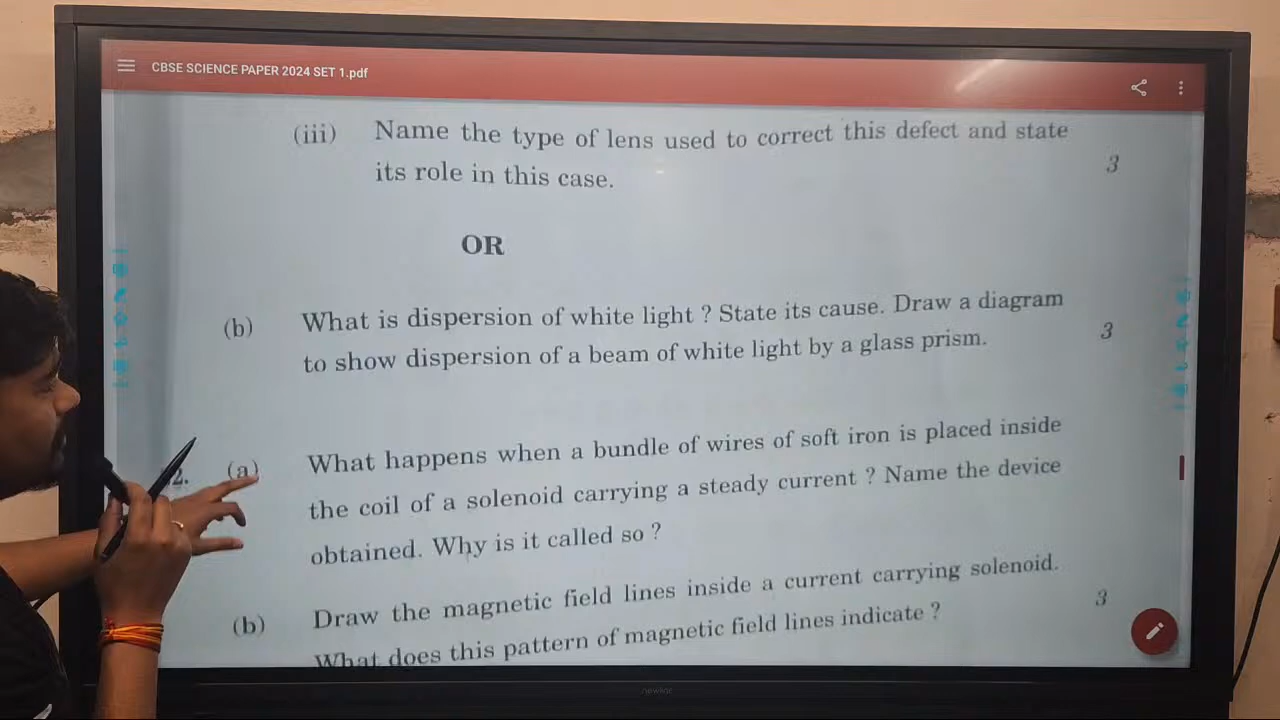 CBSE SCIENCE PAPER 2024 SET 1.pdf
(iii) Name the type of lens used to correct this defect and state
its role in this case. 3
OR
(b) What is dispersion of white light ? State its cause. Draw a diagram
to show dispersion of a beam of white light by a glass prism. 3
2. (a) What happens when a bundle of wires of soft iron is placed inside
the coil of a solenoid carrying a steady current ? Name the device
obtained. Why is it called so ?
(b) Draw the magnetic field lines inside a current carrying solenoid.
What does this pattern of magnetic field lines indicate ? 3